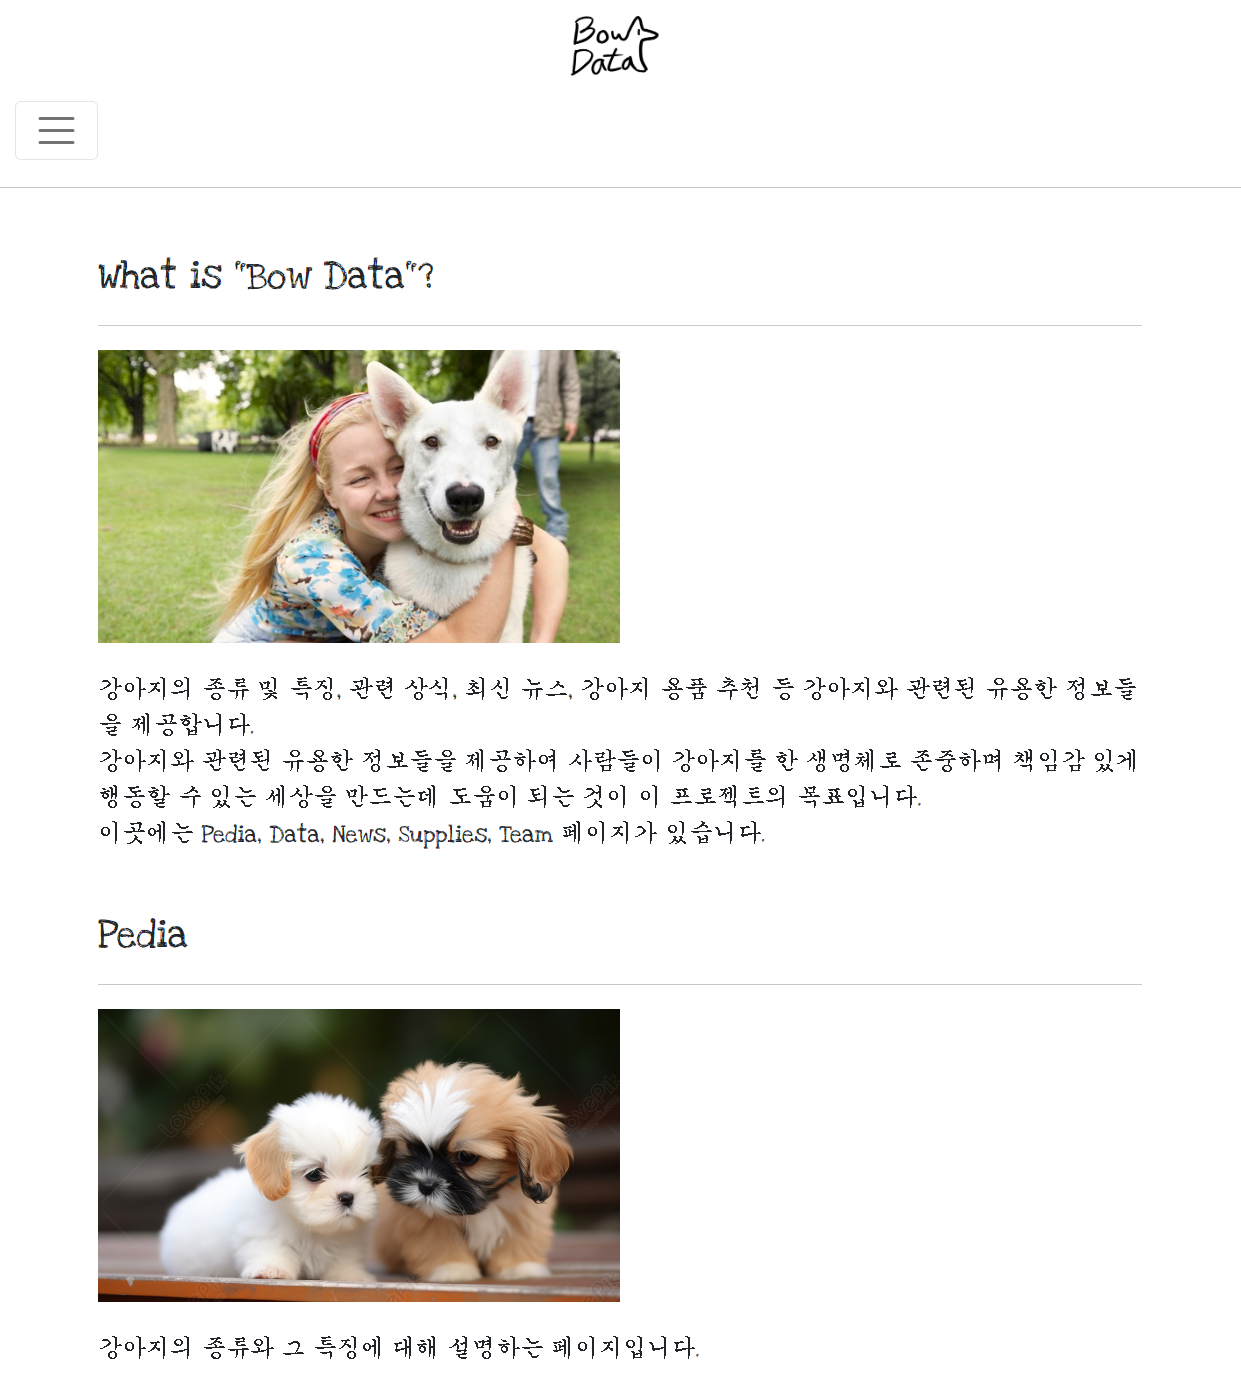 Bow
Data
What is "Bow Data"?
강아지의 종류 및 특징, 관련 상식, 최신 뉴스, 강아지 용품 추천 등 강아지와 관련된 유용한 정보들
을 제공합니다.
강아지와 관련된 유용한 정보들을 제공하여 사람들이 강아지를 한 생명체로 존중하며 책임감 있게
행동할 수 있는 세상을 만드는데 도움이 되는 것이 이 프로젝트의 목표입니다.
이곳에는 Pedia, Data, News, Supplies, Team 페이지가 있습니다.
Pedia
강아지의 종류와 그 특징에 대해 설명하는 페이지입니다.